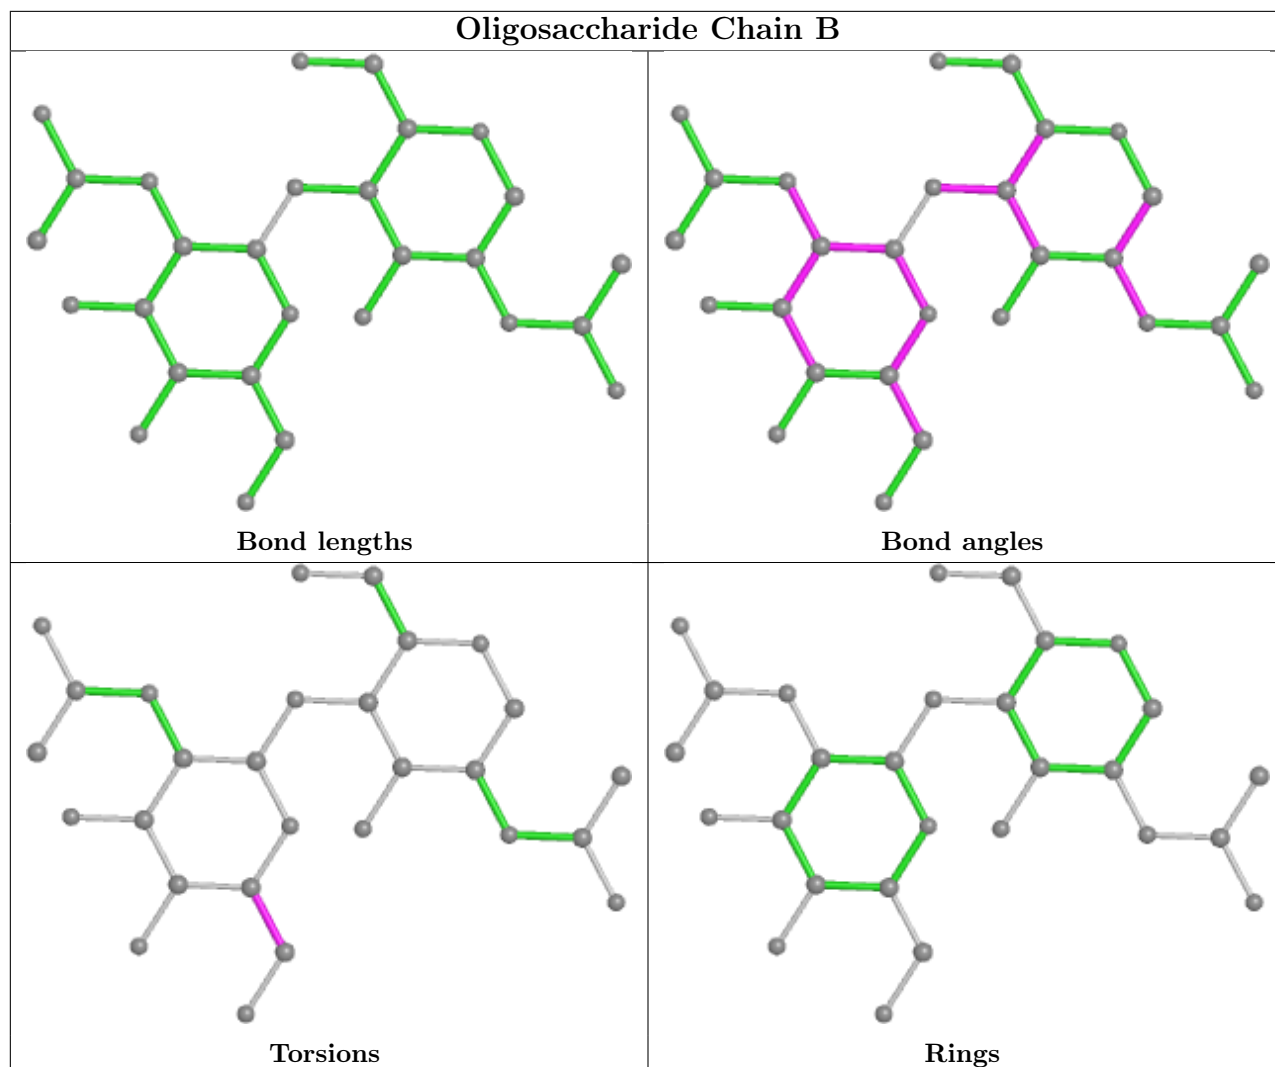 Oligosaccharide Chain B
Bond lengths
Bond angles
Torsions
Rings